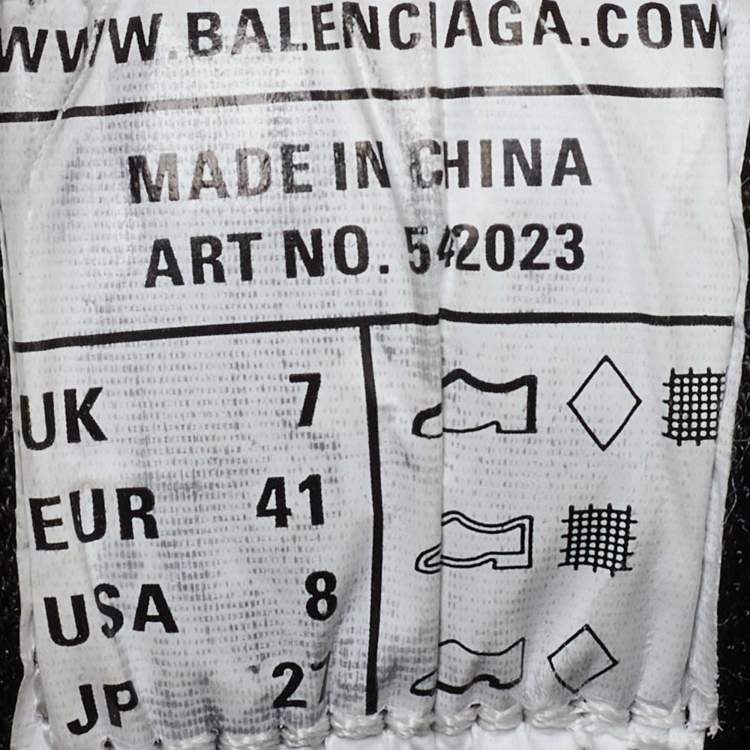 WWW.BALENCIAGA.COM
MADE IN CHINA
ART NO. 542023
UK 7
EUR 41
USA 8
JP 27